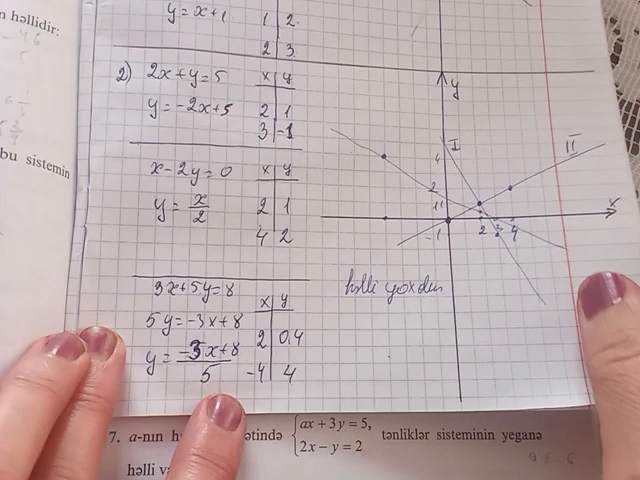 n həllidir:
y = x+1
1 | 2
2 | 3
2) 2x+y=5
x | y
y = -2x+5
2 | 1
3 | -1
x-2y=0
x | y
y = x/2
2 | 1
4 | 2
3x+5y=8
x | y
5y = -3x+8
2 | 0.4
y = -3x+8/5
-4 | 4
y
I
II
4
2
1
x
-1
2 3 4
həlli yoxdur
bu sistemin
7. a-nın
ətində { ax + 3y = 5, 2x - y = 2 tənliklər sisteminin yeganə
həlli